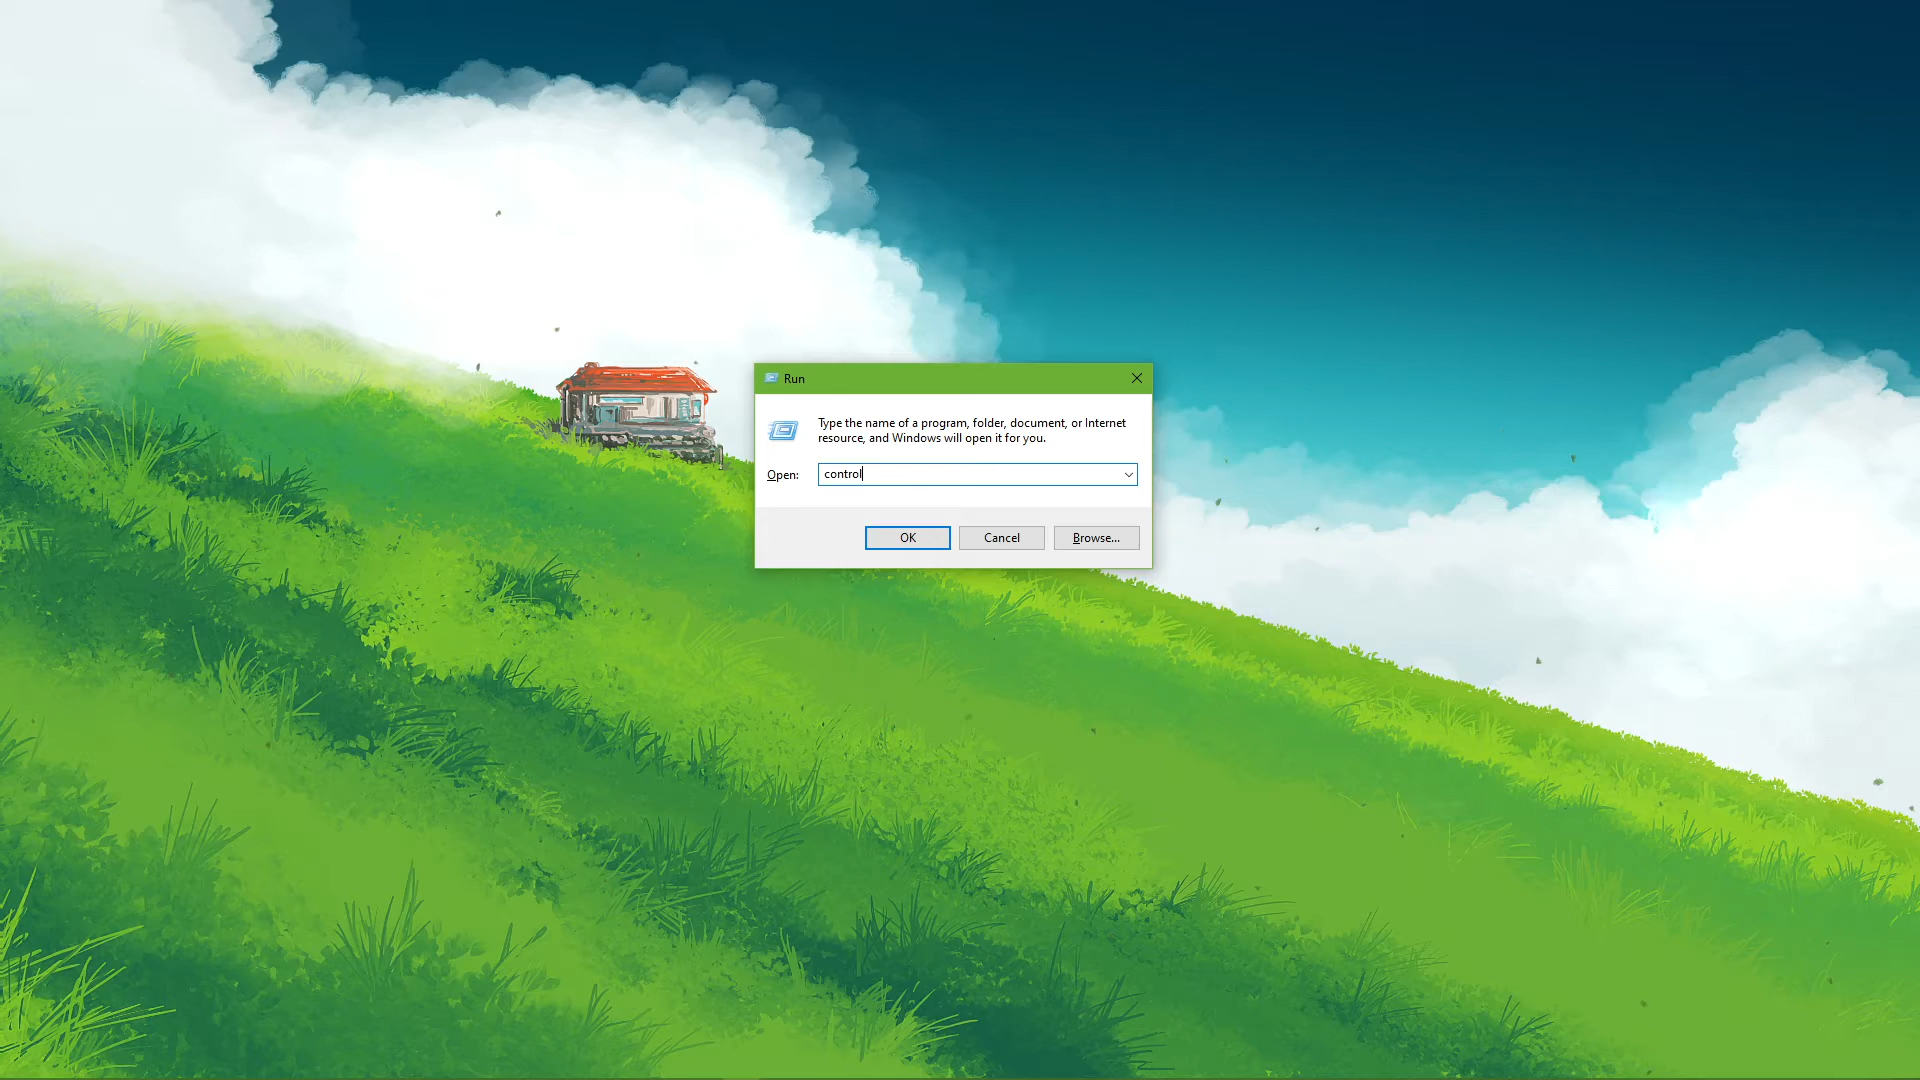 Run
Type the name of a program, folder, document, or Internet
resource, and Windows will open it for you.
Open: control
OK Cancel Browse...